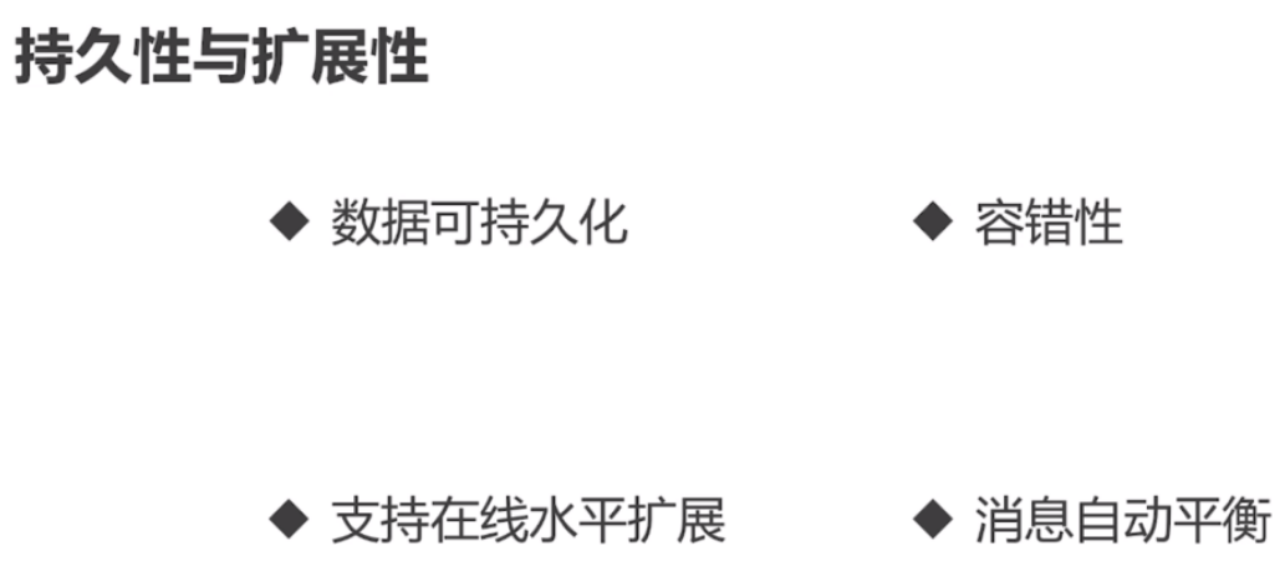 持久性与扩展性
◆ 数据可持久化
◆ 容错性
◆ 支持在线水平扩展
◆ 消息自动平衡